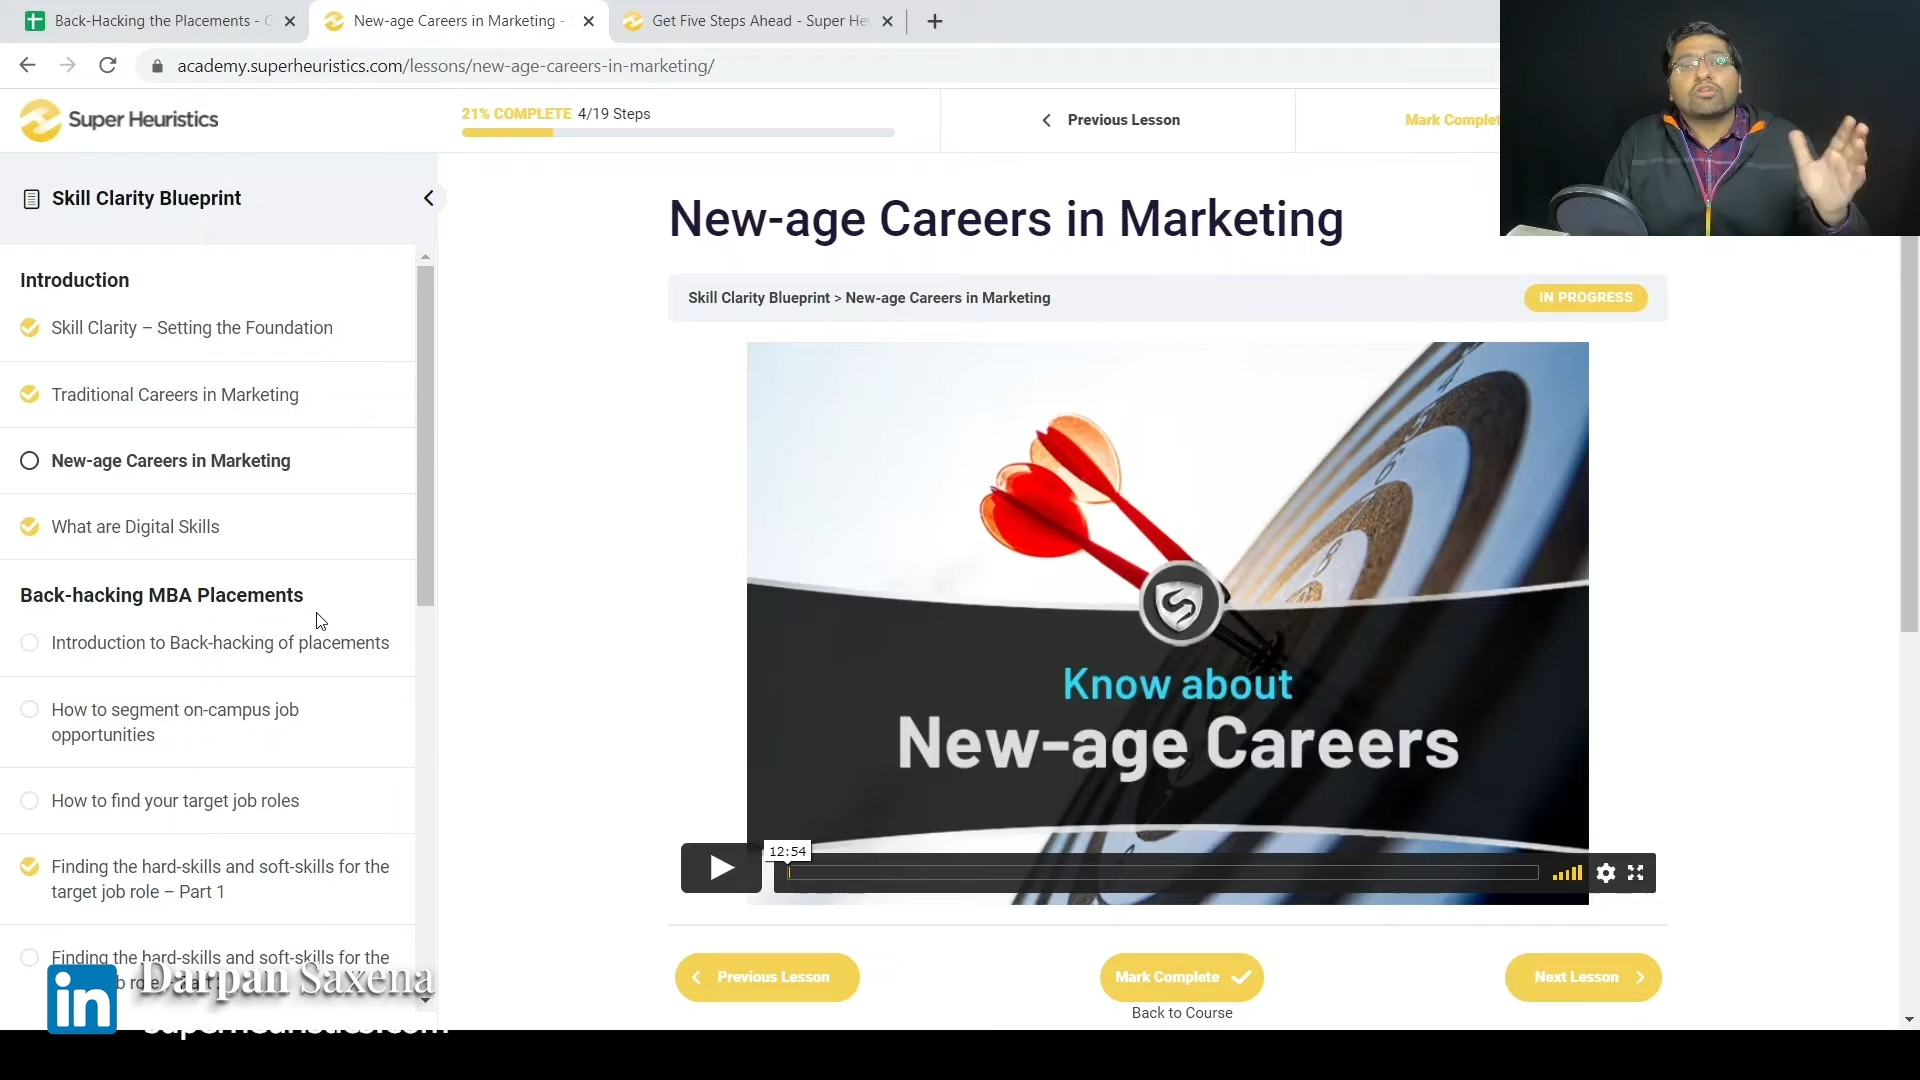 Back-Hacking the Placements -
New-age Careers in Marketing -
Get Five Steps Ahead - Super He
academy.superheuristics.com/lessons/new-age-careers-in-marketing/
Super Heuristics
21% COMPLETE 4/19 Steps
Previous Lesson
Mark Complet
Skill Clarity Blueprint
Introduction
Skill Clarity – Setting the Foundation
Traditional Careers in Marketing
New-age Careers in Marketing
What are Digital Skills
Back-hacking MBA Placements
Introduction to Back-hacking of placements
How to segment on-campus job
opportunities
How to find your target job roles
Finding the hard-skills and soft-skills for the
target job role – Part 1
Finding the hard-skills and soft-skills for the
New-age Careers in Marketing
Skill Clarity Blueprint > New-age Careers in Marketing
IN PROGRESS
Know about
New-age Careers
12:54
Previous Lesson
Mark Complete
Next Lesson
Back to Course
in
Darpan Saxena
superheuristics.com